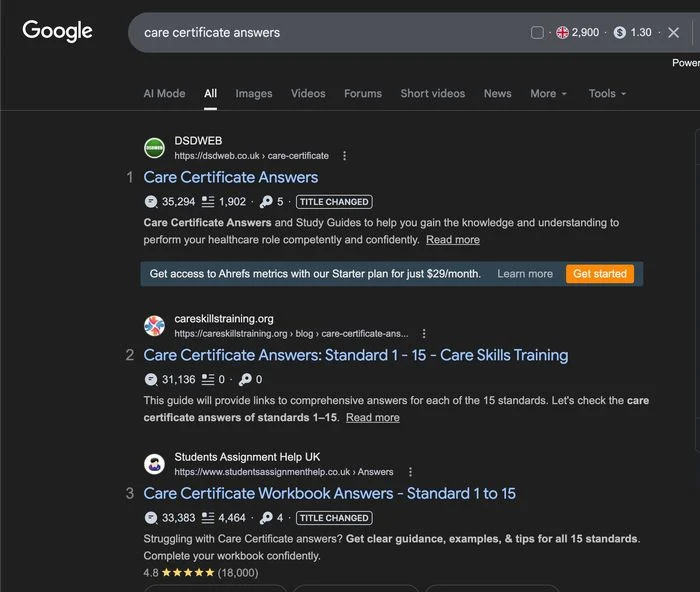 Google
care certificate answers
2,900 · 1.30
Power
AI Mode All Images Videos Forums Short videos News More Tools
DSDWEB
https://dsdweb.co.uk › care-certificate
1 Care Certificate Answers
35,294 1,902 · 5 · TITLE CHANGED
Care Certificate Answers and Study Guides to help you gain the knowledge and understanding to
perform your healthcare role competently and confidently. Read more
Get access to Ahrefs metrics with our Starter plan for just $29/month. Learn more Get started
careskillstraining.org
https://careskillstraining.org › blog › care-certificate-ans...
2 Care Certificate Answers: Standard 1 - 15 - Care Skills Training
31,136 0 · 0
This guide will provide links to comprehensive answers for each of the 15 standards. Let's check the care
certificate answers of standards 1–15. Read more
Students Assignment Help UK
https://www.studentsassignmenthelp.co.uk › Answers
3 Care Certificate Workbook Answers - Standard 1 to 15
33,383 4,464 · 4 · TITLE CHANGED
Struggling with Care Certificate answers? Get clear guidance, examples, & tips for all 15 standards.
Complete your workbook confidently.
4.8 ★★★★★ (18,000)